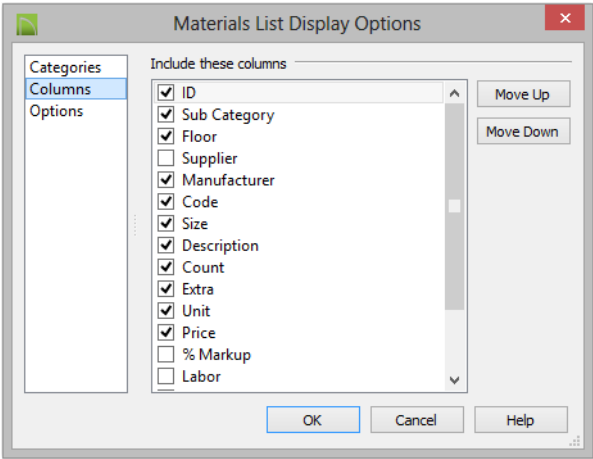 Materials List Display Options
Categories
Columns
Options
Include these columns
ID
Sub Category
Floor
Supplier
Manufacturer
Code
Size
Description
Count
Extra
Unit
Price
% Markup
Labor
Move Up
Move Down
OK
Cancel
Help